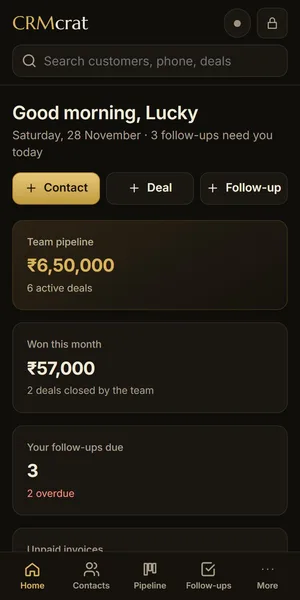 CRMcrat
Search customers, phone, deals
Good morning, Lucky
Saturday, 28 November · 3 follow-ups need you
today
+ Contact
+ Deal
+ Follow-up
Team pipeline
₹6,50,000
6 active deals
Won this month
₹57,000
2 deals closed by the team
Your follow-ups due
3
2 overdue
Unpaid invoices
Home
Contacts
Pipeline
Follow-ups
More